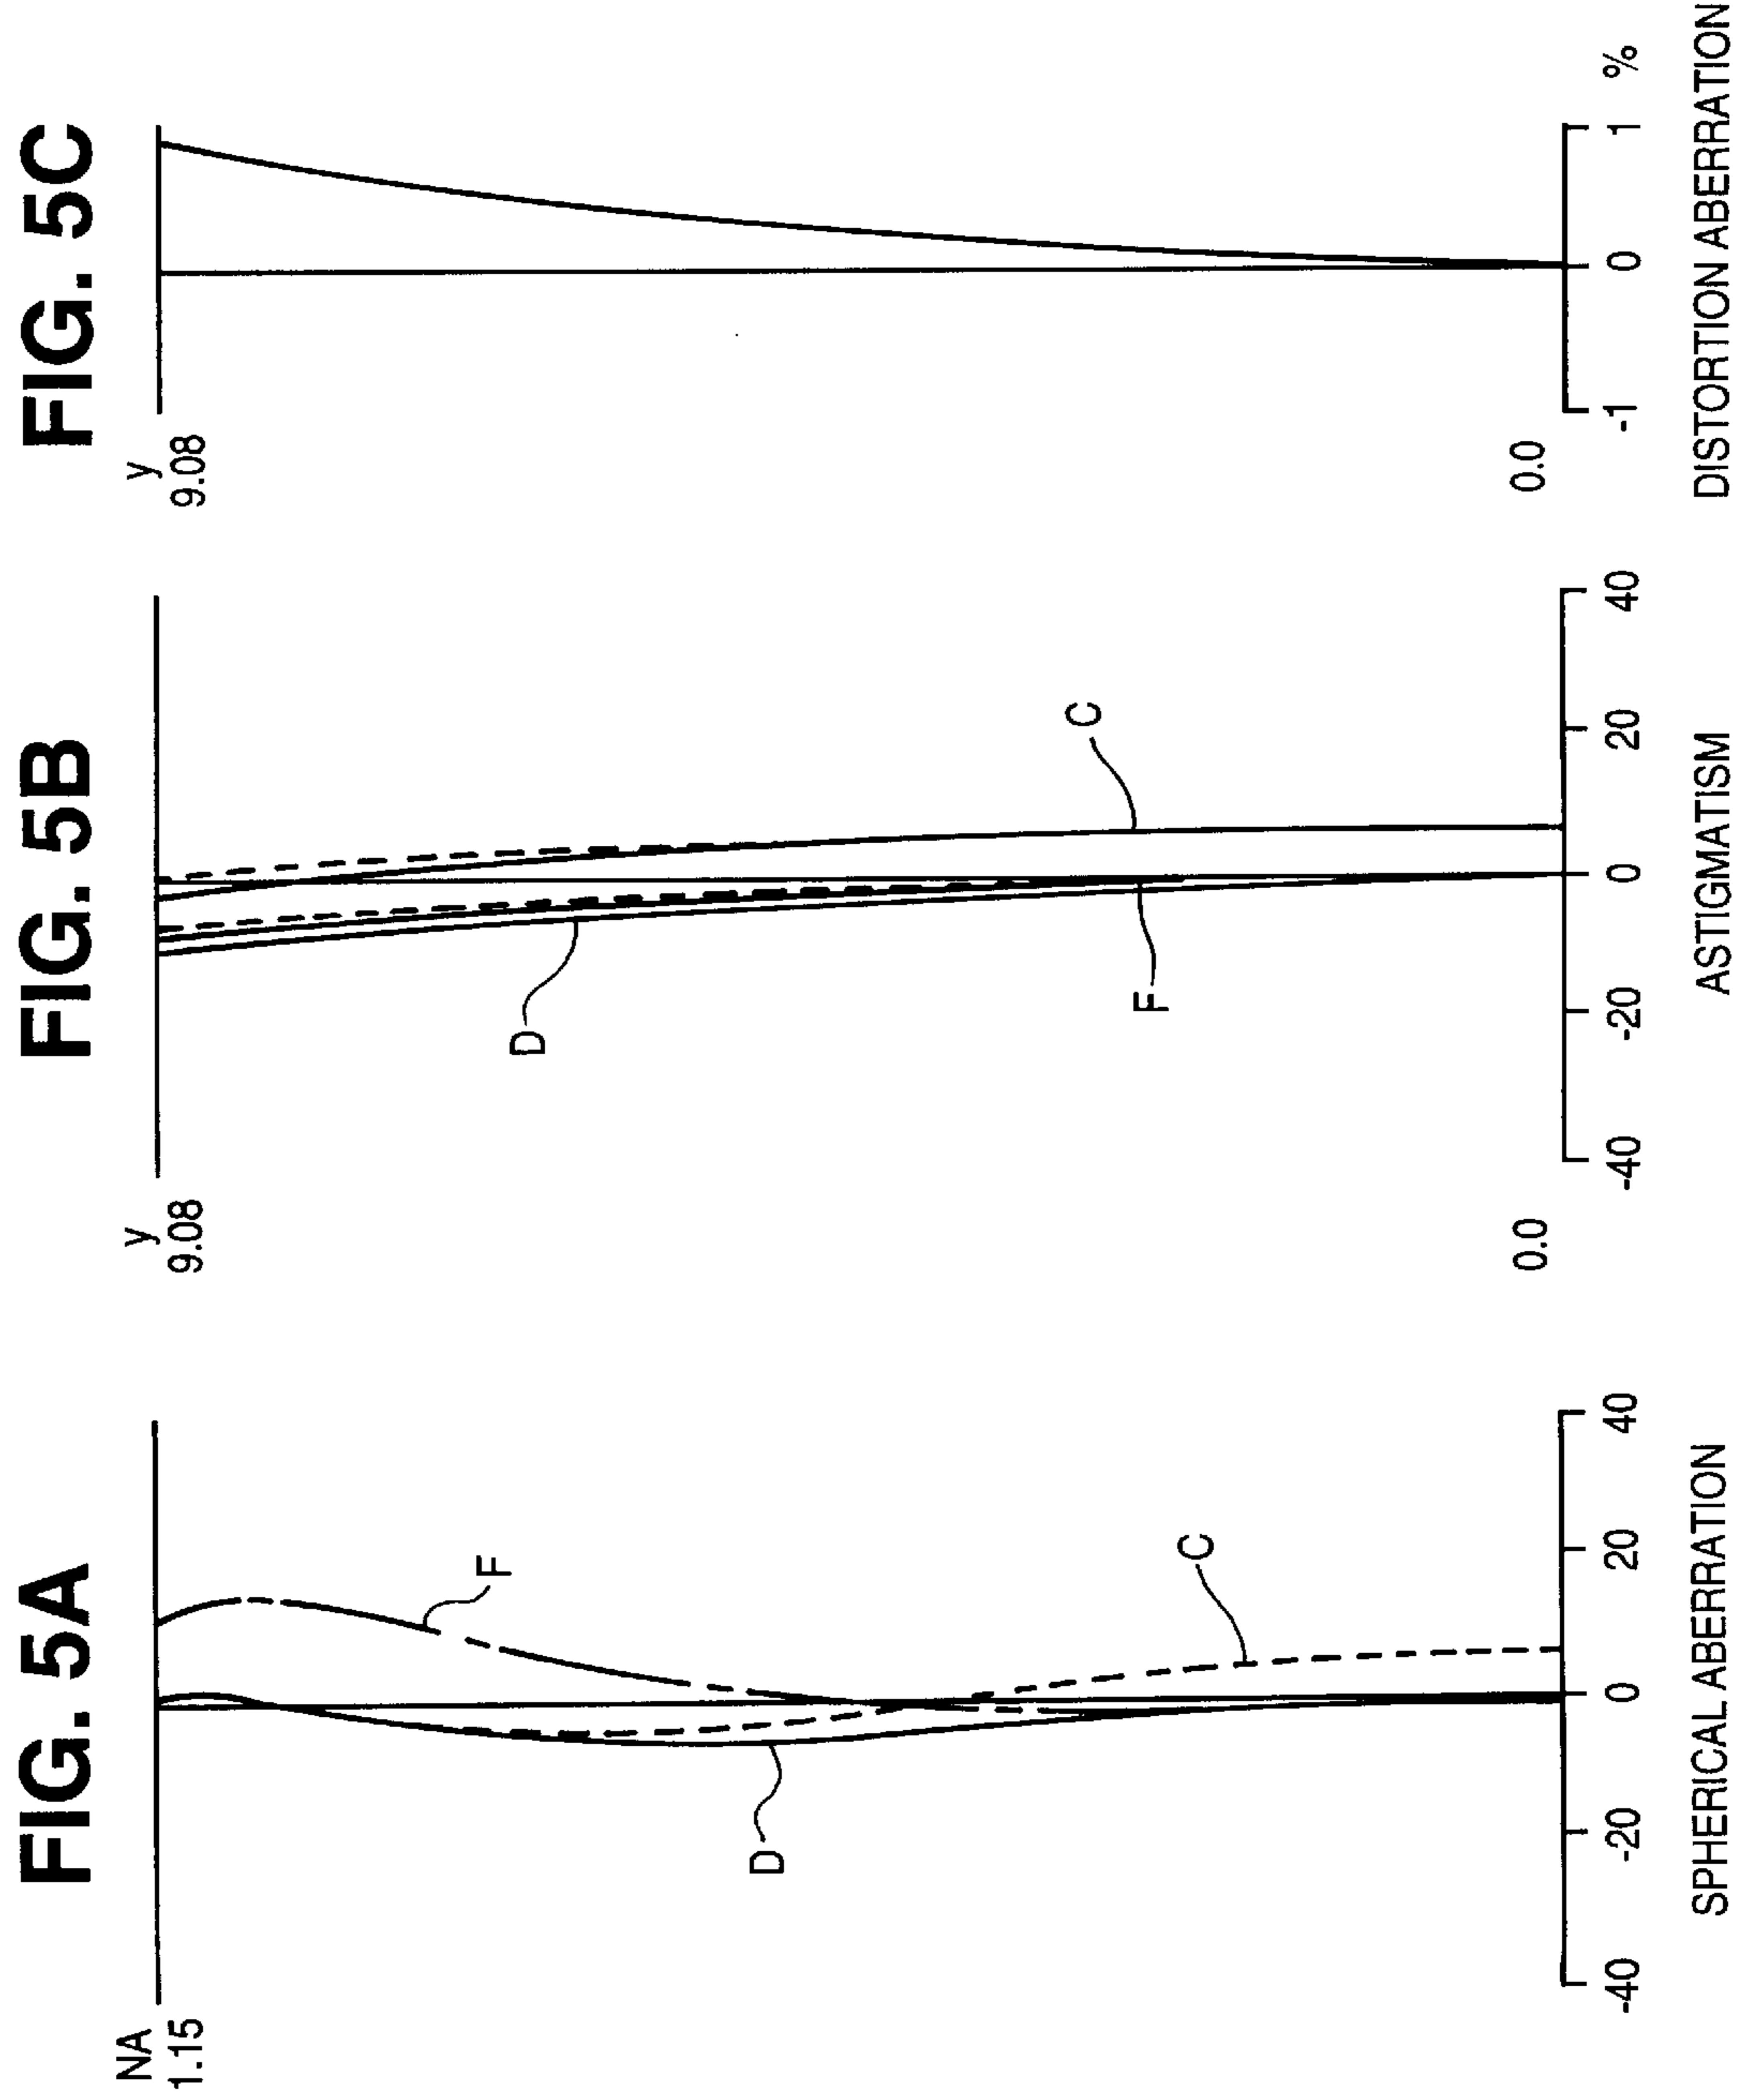 FIG. 5A
NA
1.15
F
C
D
-40 -20 0 20 40
SPHERICAL ABERRATION
FIG. 5B
y
9.08
C
D
F
0.0
-40 -20 0 20 40
ASTIGMATISM
FIG. 5C
y
9.08
0.0
-1 0 1 %
DISTORTION ABERRATION